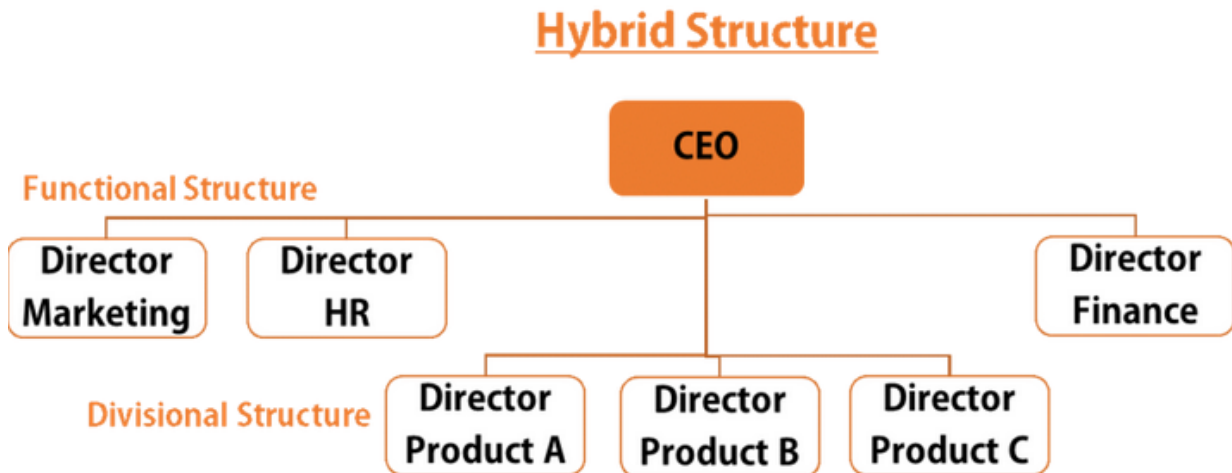 Hybrid Structure
CEO
Functional Structure
Director
Marketing
Director
HR
Director
Finance
Divisional Structure
Director
Product A
Director
Product B
Director
Product C